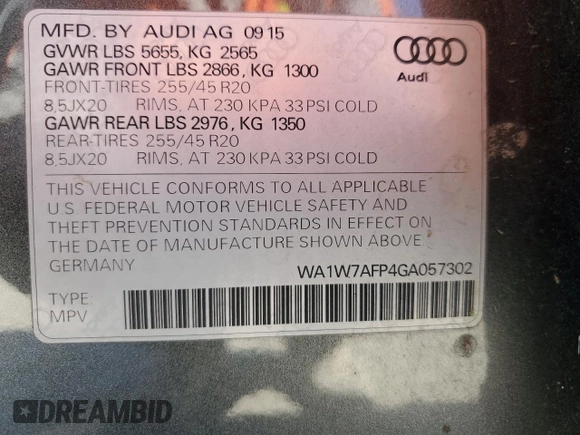 MFD. BY AUDI AG 09 15
GVWR LBS 5655, KG 2565
GAWR FRONT LBS 2866, KG 1300
FRONT-TIRES 255/45 R20
8,5JX20 RIMS, AT 230 KPA 33 PSI COLD
GAWR REAR LBS 2976, KG 1350
REAR-TIRES 255/45 R20
8,5JX20 RIMS, AT 230 KPA 33 PSI COLD
Audi
THIS VEHICLE CONFORMS TO ALL APPLICABLE
U.S. FEDERAL MOTOR VEHICLE SAFETY AND
THEFT PREVENTION STANDARDS IN EFFECT ON
THE DATE OF MANUFACTURE SHOWN ABOVE.
GERMANY WA1W7AFP4GA057302
TYPE:
MPV
DREAMBID